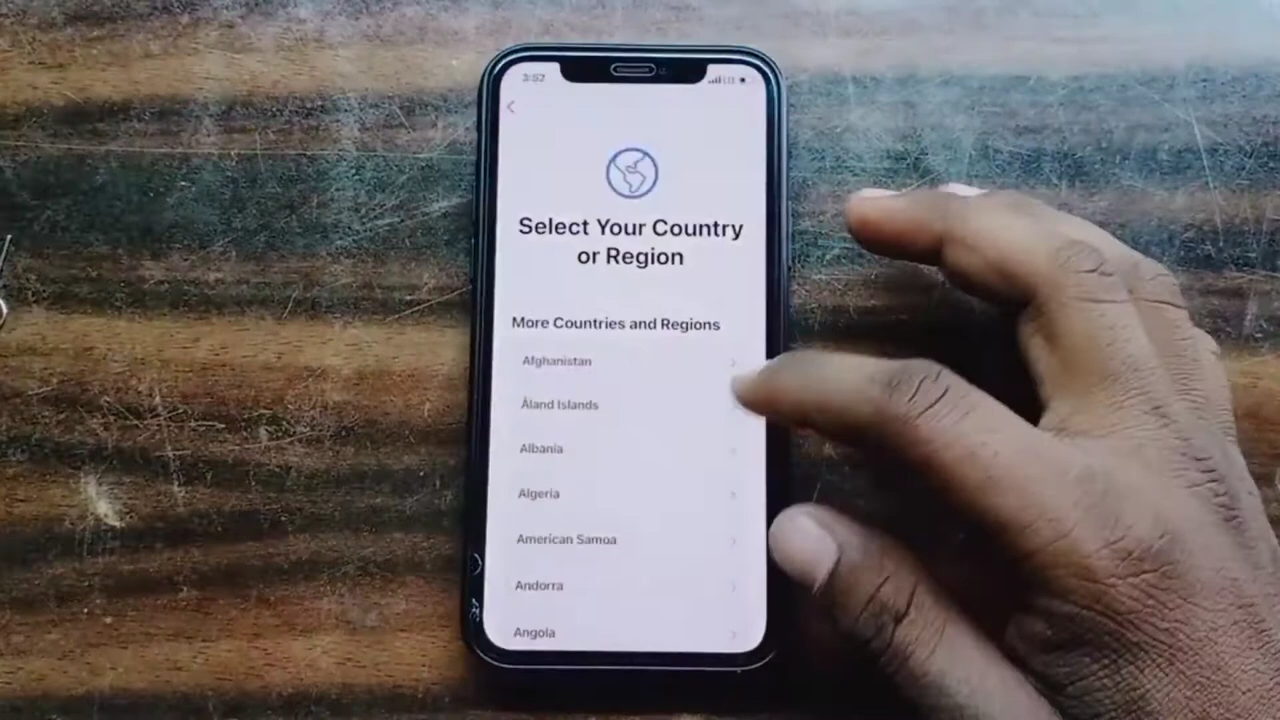 3:57
Select Your Country
or Region
More Countries and Regions
Afghanistan
Åland Islands
Albania
Algeria
American Samoa
Andorra
Angola